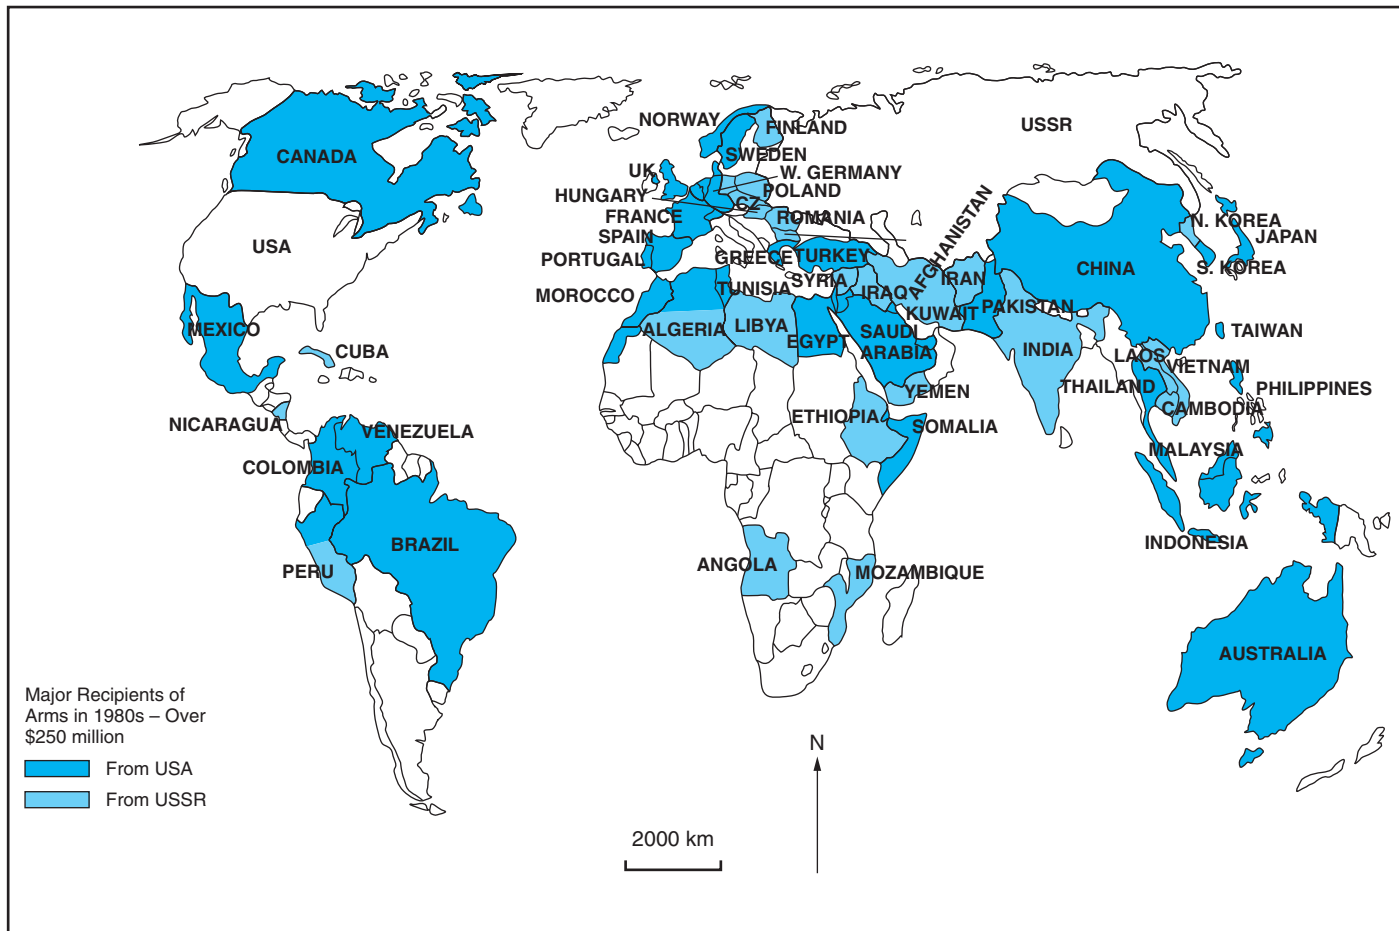 NORWAY
FINLAND
USSR
CANADA
SWEDEN
UK
W. GERMANY
HUNGARY
POLAND
CZ
FRANCE
ROMANIA
AFGHANISTAN
N. KOREA
USA
SPAIN
JAPAN
PORTUGAL
GREECE
TURKEY
CHINA
S. KOREA
MOROCCO
TUNISIA
SYRIA
IRAQ
IRAN
PAKISTAN
KUWAIT
MEXICO
ALGERIA
LIBYA
EGYPT
SAUDI
ARABIA
TAIWAN
CUBA
INDIA
LAOS
VIETNAM
THAILAND
PHILIPPINES
YEMEN
CAMBODIA
NICARAGUA
VENEZUELA
ETHIOPIA
SOMALIA
COLOMBIA
MALAYSIA
BRAZIL
INDONESIA
PERU
ANGOLA
MOZAMBIQUE
AUSTRALIA
Major Recipients of
Arms in 1980s – Over
$250 million
From USA
From USSR
N
2000 km